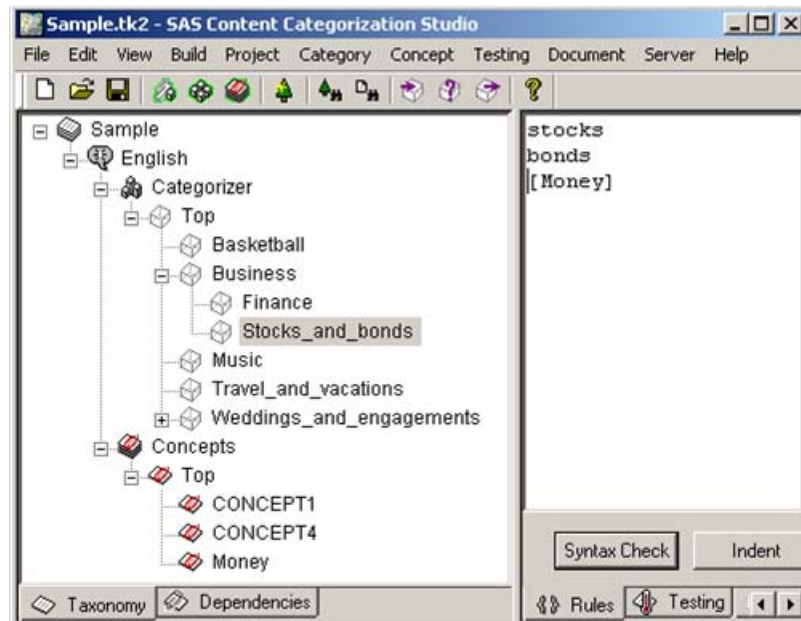 Sample.tk2 - SAS Content Categorization Studio
File Edit View Build Project Category Concept Testing Document Server Help
Sample
English
Categorizer
Top
Basketball
Business
Finance
Stocks_and_bonds
Music
Travel_and_vacations
Weddings_and_engagements
Concepts
Top
CONCEPT1
CONCEPT4
Money
Taxonomy Dependencies
stocks
bonds
[Money]
Syntax Check Indent
Rules Testing